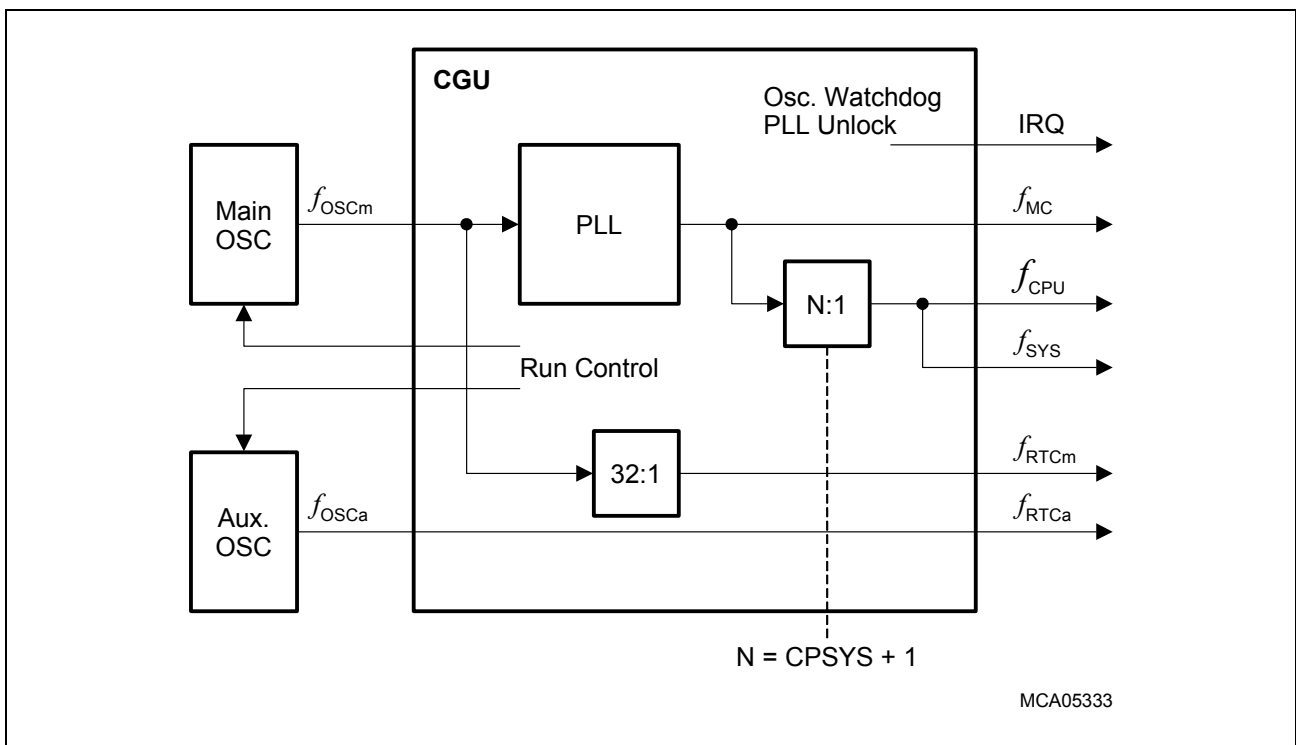 CGU
Osc. Watchdog
PLL Unlock
IRQ
Main
OSC
fOSCm
PLL
fMC
N:1
fCPU
fSYS
Run Control
32:1
fRTCm
Aux.
OSC
fOSCa
fRTCa
N = CPSYS + 1
MCA05333